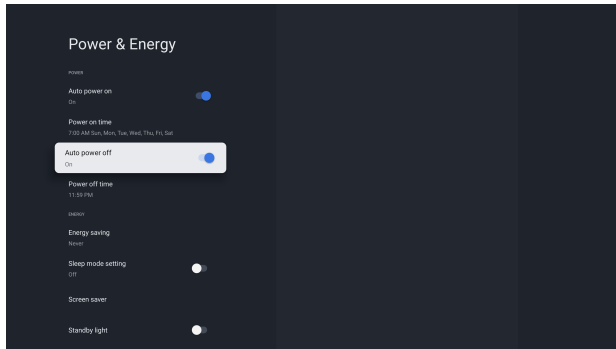 Power & Energy
POWER
Auto power on
On
Power on time
7:00 AM Sun, Mon, Tue, Wed, Thu, Fri, Sat
Auto power off
On
Power off time
11:59 PM
ENERGY
Energy saving
Never
Sleep mode setting
Off
Screen saver
Standby light